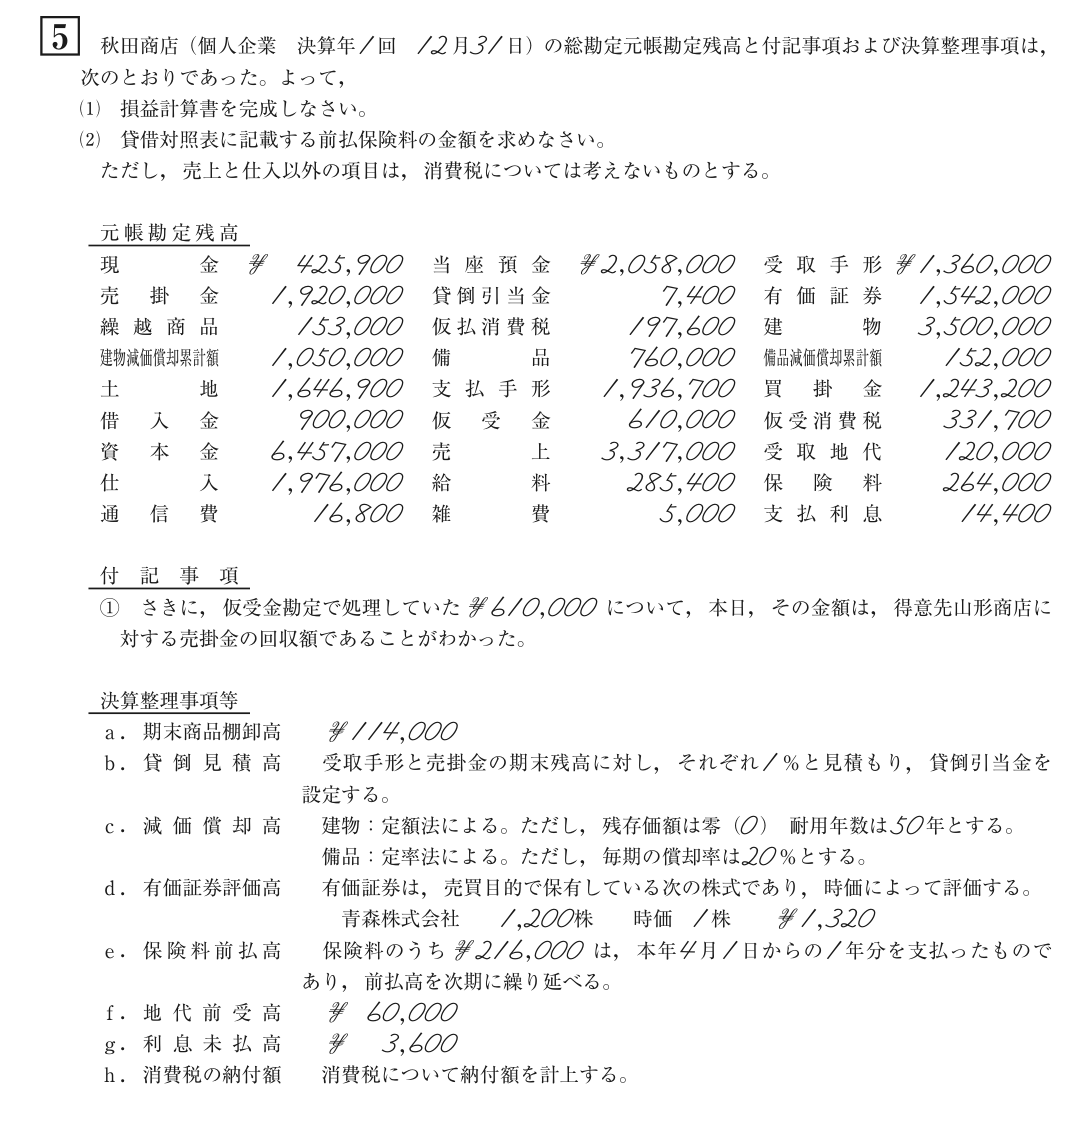 5 秋田商店（個人企業　決算年1回　12月31日）の総勘定元帳勘定残高と付記事項および決算整理事項は，
次のとおりであった。よって，
⑴　損益計算書を完成しなさい。
⑵　貸借対照表に記載する前払保険料の金額を求めなさい。
ただし，売上と仕入以外の項目は，消費税については考えないものとする。
元帳勘定残高
現金　¥ 425,900　当座預金　¥2,058,000　受取手形　¥1,360,000
売掛金　1,920,000　貸倒引当金　7,400　有価証券　1,542,000
繰越商品　153,000　仮払消費税　197,600　建物　3,500,000
建物減価償却累計額　1,050,000　備品　760,000　備品減価償却累計額　152,000
土地　1,646,900　支払手形　1,936,700　買掛金　1,243,200
借入金　900,000　仮受金　610,000　仮受消費税　331,700
資本金　6,457,000　売上　3,317,000　受取地代　120,000
仕入　1,976,000　給料　285,400　保険料　264,000
通信費　16,800　雑費　5,000　支払利息　14,400
付記事項
①　さきに，仮受金勘定で処理していた¥610,000 について，本日，その金額は，得意先山形商店に
対する売掛金の回収額であることがわかった。
決算整理事項等
a．期末商品棚卸高　¥114,000
b．貸倒見積高　受取手形と売掛金の期末残高に対し，それぞれ1％と見積もり，貸倒引当金を
設定する。
c．減価償却高　建物：定額法による。ただし，残存価額は零（0）　耐用年数は50年とする。
備品：定率法による。ただし，毎期の償却率は20％とする。
d．有価証券評価高　有価証券は，売買目的で保有している次の株式であり，時価によって評価する。
青森株式会社　1,200株　時価　1株　¥1,320
e．保険料前払高　保険料のうち¥216,000 は，本年4月1日からの1年分を支払ったもので
あり，前払高を次期に繰り延べる。
f．地代前受高　¥ 60,000
g．利息未払高　¥ 3,600
h．消費税の納付額　消費税について納付額を計上する。